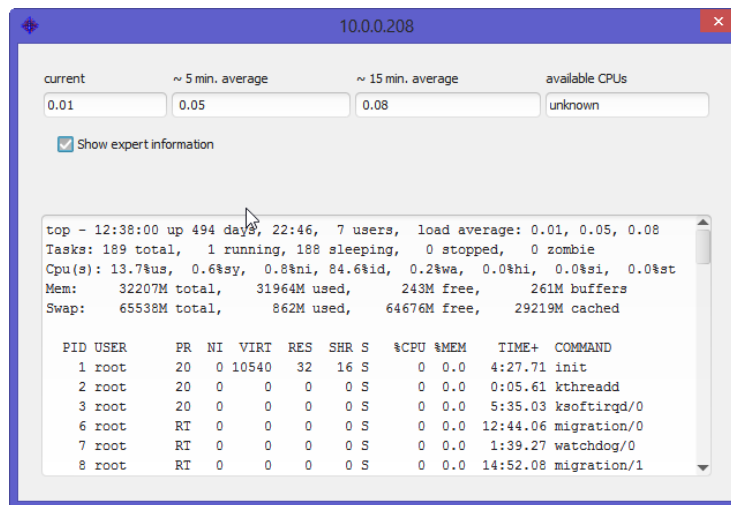 10.0.0.208
current ~ 5 min. average ~ 15 min. average available CPUs
0.01 0.05 0.08 unknown
Show expert information
top - 12:38:00 up 494 days, 22:46, 7 users, load average: 0.01, 0.05, 0.08
Tasks: 189 total, 1 running, 188 sleeping, 0 stopped, 0 zombie
Cpu(s): 13.7%us, 0.6%sy, 0.8%ni, 84.6%id, 0.2%wa, 0.0%hi, 0.0%si, 0.0%st
Mem: 32207M total, 31964M used, 243M free, 261M buffers
Swap: 65538M total, 862M used, 64676M free, 29219M cached
PID USER PR NI VIRT RES SHR S %CPU %MEM TIME+ COMMAND
1 root 20 0 10540 32 16 S 0 0.0 4:27.71 init
2 root 20 0 0 0 0 S 0 0.0 0:05.61 kthreadd
3 root 20 0 0 0 0 S 0 0.0 5:35.03 ksoftirqd/0
6 root RT 0 0 0 0 S 0 0.0 12:44.06 migration/0
7 root RT 0 0 0 0 S 0 0.0 1:39.27 watchdog/0
8 root RT 0 0 0 0 S 0 0.0 14:52.08 migration/1